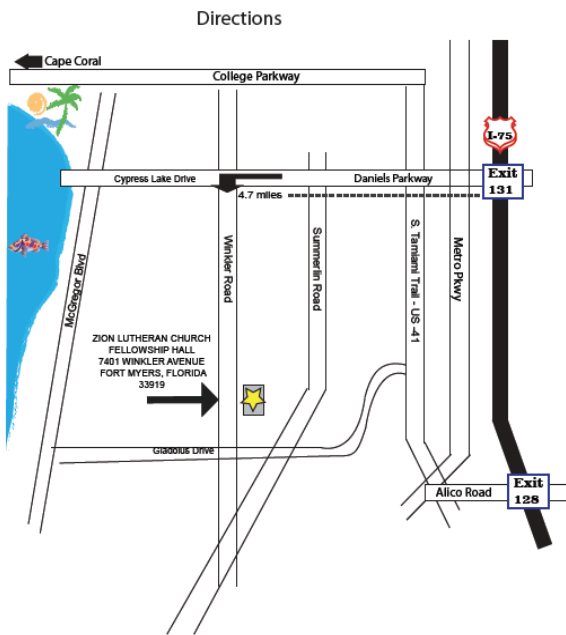 Directions
Cape Coral
College Parkway
I-75
Cypress Lake Drive
Daniels Parkway
Exit
131
4.7 miles
McGregor Blvd
Winkler Road
Summerlin Road
S. Tamiami Trail - US -41
Metro Pkwy
ZION LUTHERAN CHURCH
FELLOWSHIP HALL
7401 WINKLER AVENUE
FORT MYERS, FLORIDA
33919
Gladiolus Drive
Alico Road
Exit
128